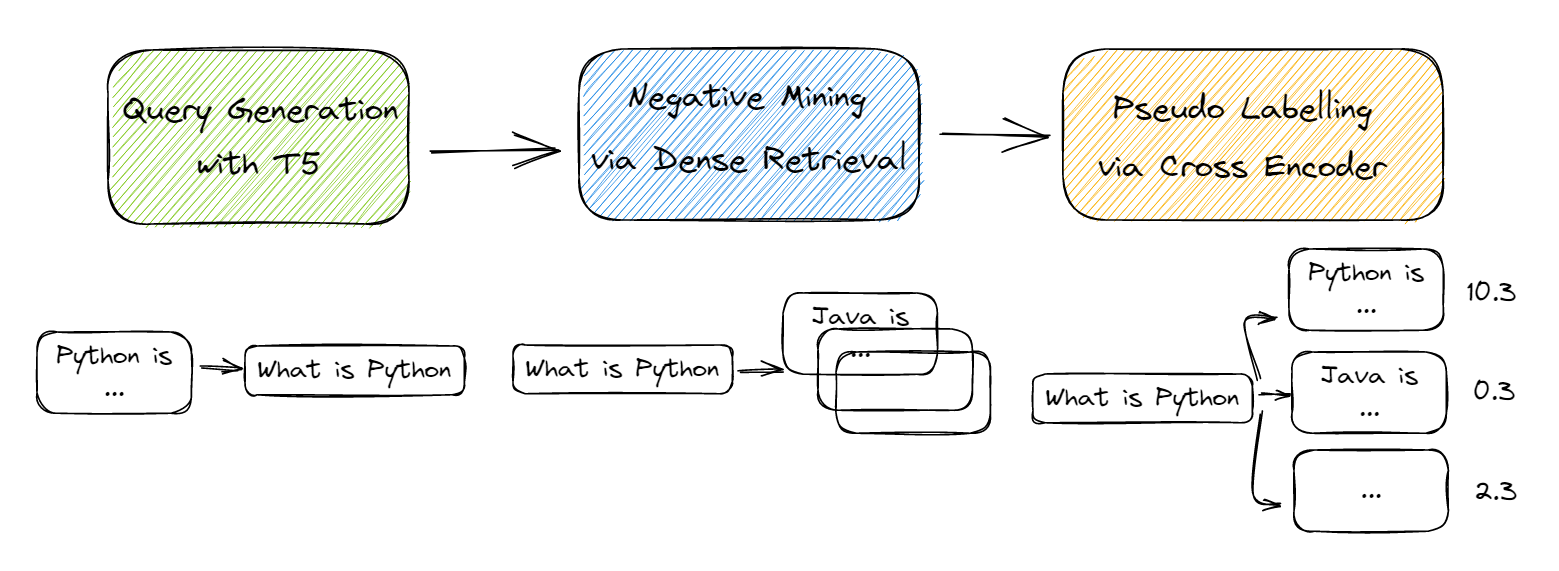 Query Generation
with T5
Negative Mining
via Dense Retrieval
Pseudo Labelling
via Cross Encoder
Python is
...
What is Python
What is Python
Java is
...
What is Python
Python is
...
10.3
Java is
...
0.3
...
2.3